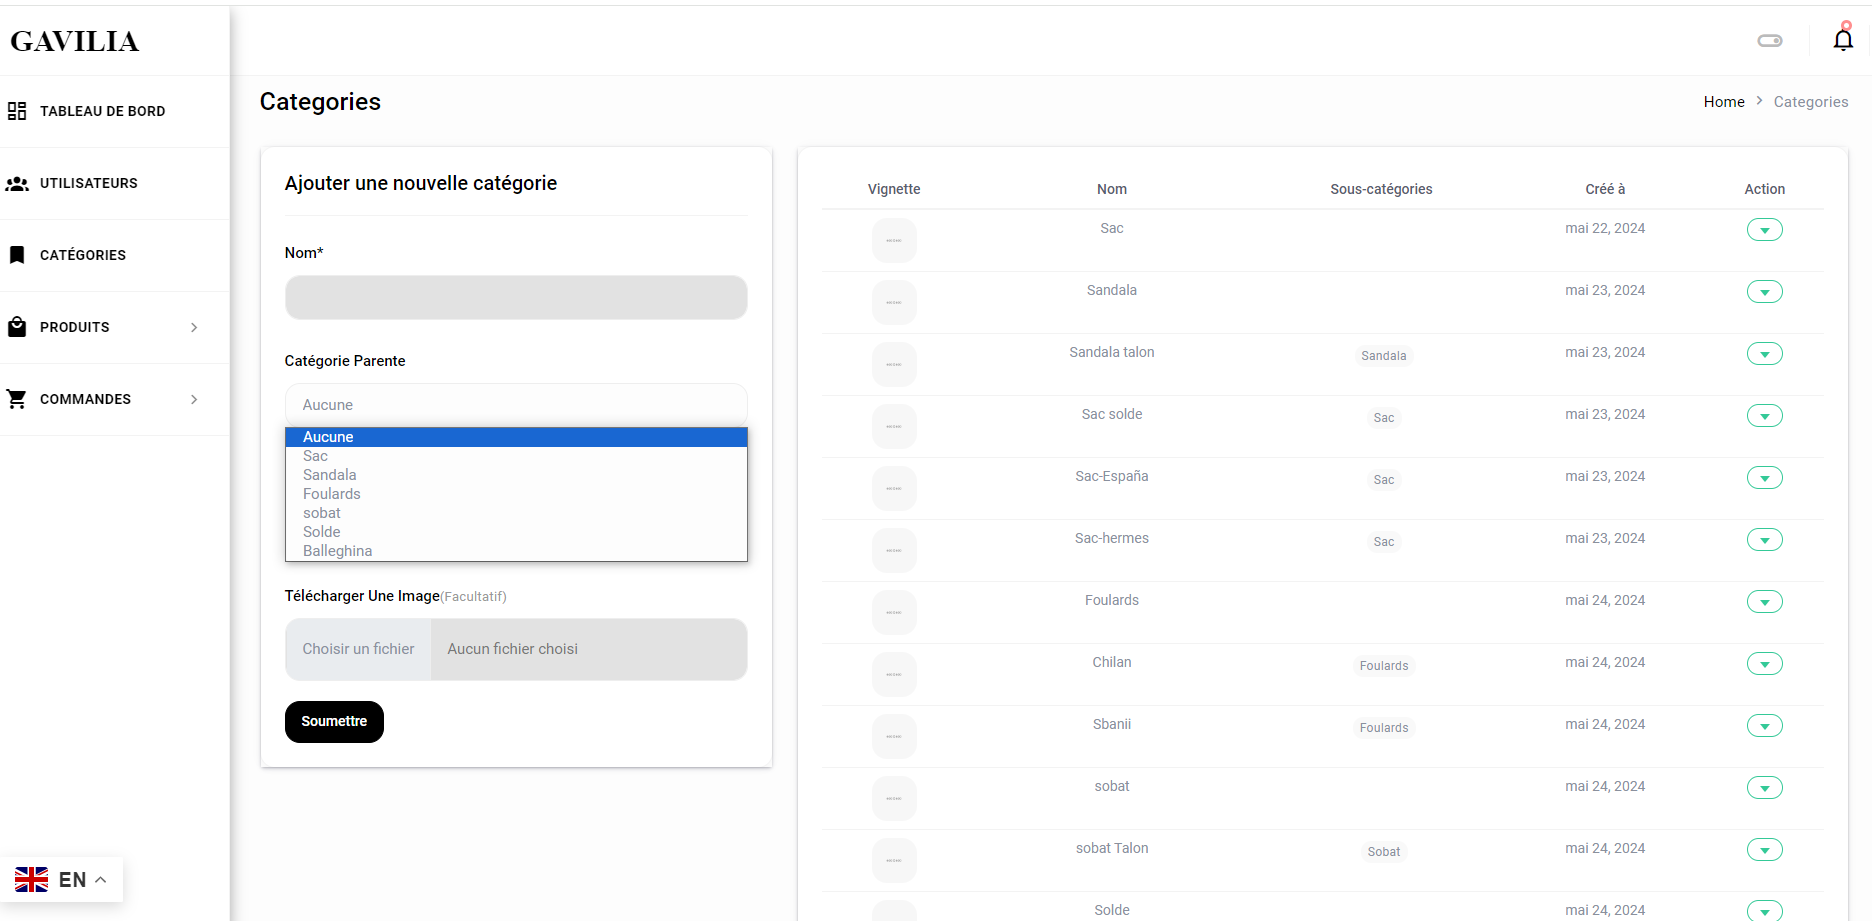 GAVILIA
TABLEAU DE BORD
UTILISATEURS
CATÉGORIES
PRODUITS
COMMANDES
EN
Categories
Home > Categories
Ajouter une nouvelle catégorie
Nom*
Catégorie Parente
Aucune
Aucune
Sac
Sandala
Foulards
sobat
Solde
Balleghina
Télécharger Une Image(Facultatif)
Choisir un fichier Aucun fichier choisi
Soumettre
Vignette Nom Sous-catégories Créé à Action
Sac mai 22, 2024
Sandala mai 23, 2024
Sandala talon Sandala mai 23, 2024
Sac solde Sac mai 23, 2024
Sac-España Sac mai 23, 2024
Sac-hermes Sac mai 23, 2024
Foulards mai 24, 2024
Chilan Foulards mai 24, 2024
Sbanii Foulards mai 24, 2024
sobat mai 24, 2024
sobat Talon Sobat mai 24, 2024
Solde mai 24, 2024